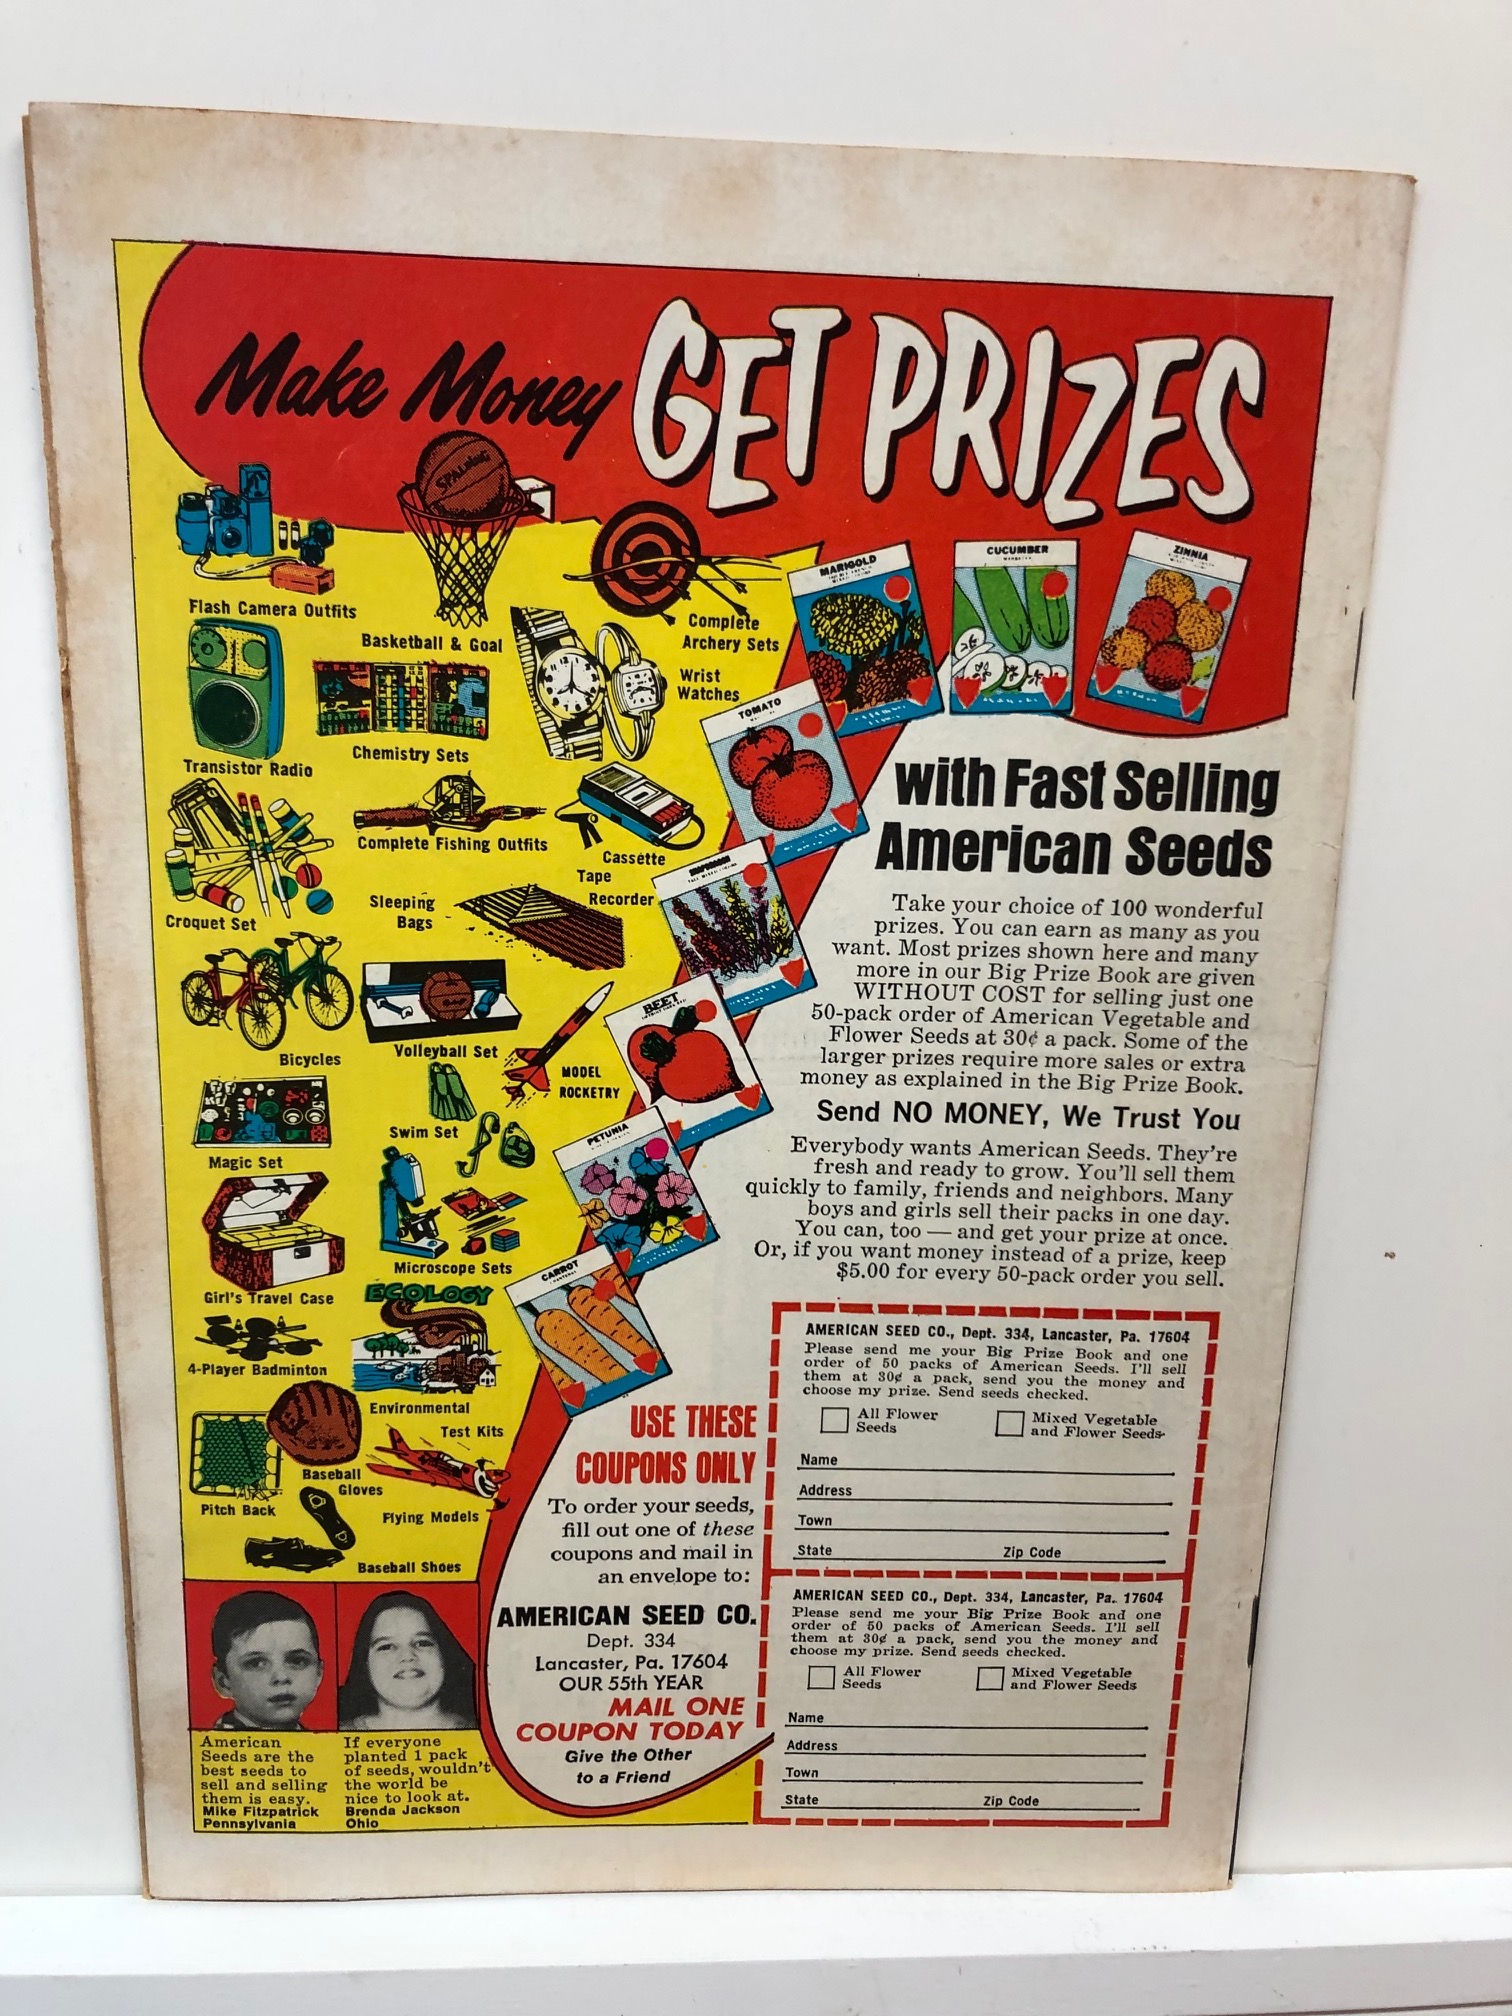 Make Money GET PRIZES
SPALDING
Flash Camera Outfits
Basketball & Goal
Complete
Archery Sets
Wrist
Watches
Transistor Radio
Chemistry Sets
Complete Fishing Outfits
Cassette
Tape
Recorder
Croquet Set
Sleeping
Bags
Bicycles
Volleyball Set
MODEL
ROCKETRY
Swim Set
Magic Set
Microscope Sets
Girl's Travel Case
ECOLOGY
4-Player Badminton
Environmental
Test Kits
Baseball
Gloves
Pitch Back
Flying Models
Baseball Shoes
MARIGOLD
CUCUMBER
ZINNIA
TOMATO
SNAPDRAGON
BEET
PETUNIA
CARROT
with Fast Selling
American Seeds
Take your choice of 100 wonderful
prizes. You can earn as many as you
want. Most prizes shown here and many
more in our Big Prize Book are given
WITHOUT COST for selling just one
50-pack order of American Vegetable and
Flower Seeds at 30¢ a pack. Some of the
larger prizes require more sales or extra
money as explained in the Big Prize Book.
Send NO MONEY, We Trust You
Everybody wants American Seeds. They're
fresh and ready to grow. You'll sell them
quickly to family, friends and neighbors. Many
boys and girls sell their packs in one day.
You can, too — and get your prize at once.
Or, if you want money instead of a prize, keep
$5.00 for every 50-pack order you sell.
USE THESE
COUPONS ONLY
To order your seeds,
fill out one of these
coupons and mail in
an envelope to:
AMERICAN SEED CO.
Dept. 334
Lancaster, Pa. 17604
OUR 55th YEAR
MAIL ONE
COUPON TODAY
Give the Other
to a Friend
AMERICAN SEED CO., Dept. 334, Lancaster, Pa. 17604
Please send me your Big Prize Book and one
order of 50 packs of American Seeds. I'll sell
them at 30¢ a pack, send you the money and
choose my prize. Send seeds checked.
All Flower
Seeds
Mixed Vegetable
and Flower Seeds
Name
Address
Town
State Zip Code
AMERICAN SEED CO., Dept. 334, Lancaster, Pa. 17604
Please send me your Big Prize Book and one
order of 50 packs of American Seeds. I'll sell
them at 30¢ a pack, send you the money and
choose my prize. Send seeds checked.
All Flower
Seeds
Mixed Vegetable
and Flower Seeds
Name
Address
Town
State Zip Code
American
Seeds are the
best seeds to
sell and selling
them is easy.
Mike Fitzpatrick
Pennsylvania
If everyone
planted 1 pack
of seeds, wouldn't
the world be
nice to look at.
Brenda Jackson
Ohio